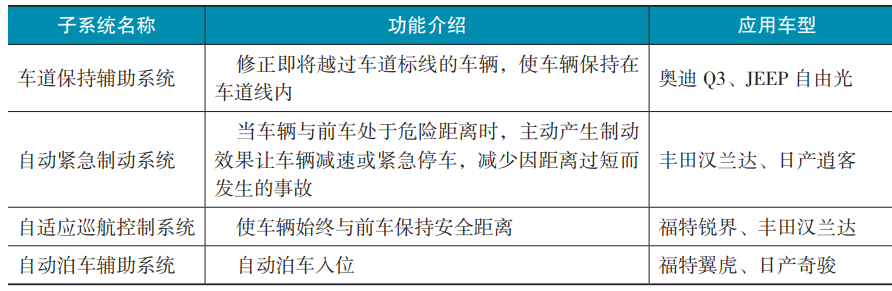 子系统名称 功能介绍 应用车型
车道保持辅助系统 修正即将越过车道标线的车辆，使车辆保持在
车道线内 奥迪 Q3、JEEP 自由光
自动紧急制动系统 当车辆与前车处于危险距离时，主动产生制动
效果让车辆减速或紧急停车，减少因距离过短而
发生的事故 丰田汉兰达、日产逍客
自适应巡航控制系统 使车辆始终与前车保持安全距离 福特锐界、丰田汉兰达
自动泊车辅助系统 自动泊车入位 福特翼虎、日产奇骏